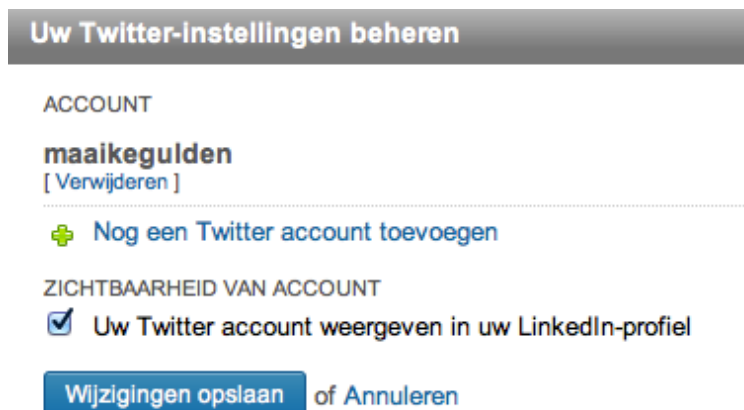 Uw Twitter-instellingen beheren
ACCOUNT
maaikegulden
[ Verwijderen ]
Nog een Twitter account toevoegen
ZICHTBAARHEID VAN ACCOUNT
Uw Twitter account weergeven in uw LinkedIn-profiel
Wijzigingen opslaan of Annuleren